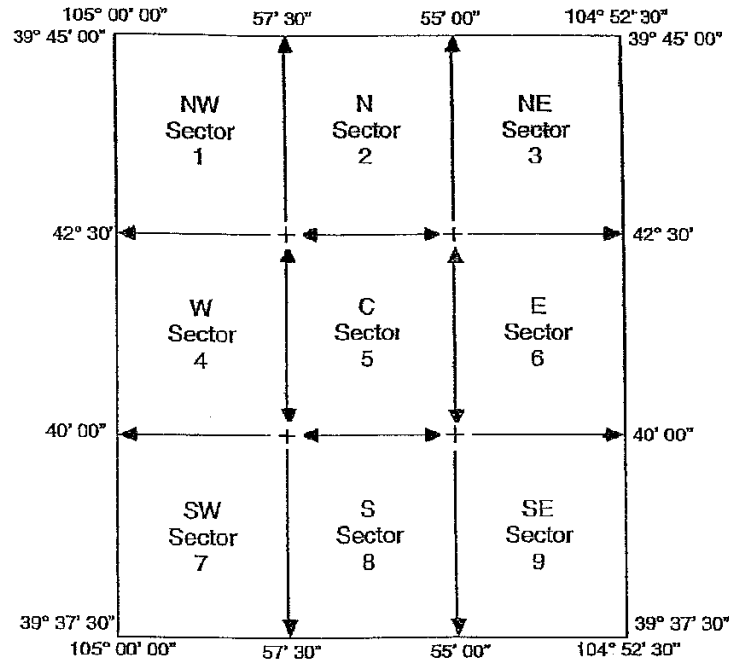 105° 00' 00"
57' 30"
55' 00"
104° 52' 30"
39° 45' 00"
39° 45' 00"
NW
Sector
1
N
Sector
2
NE
Sector
3
42" 30'
42" 30'
W
Sector
4
C
Sector
5
E
Sector
6
40' 00"
40' 00"
SW
Sector
7
S
Sector
8
SE
Sector
9
39° 37' 30"
39° 37' 30"
105° 00' 00"
57' 30"
55' 00"
104° 52' 30"